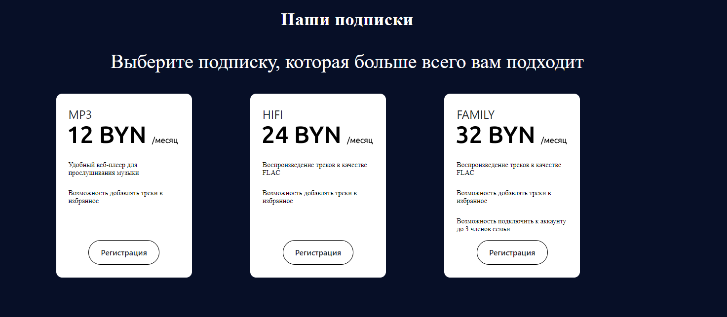 Наши подписки
Выберите подписку, которая больше всего вам подходит
MP3
12 BYN /месяц
Удобный веб-плеер для
прослушивания музыки
Возможность добавлять треки в
избранное
Регистрация
HIFI
24 BYN /месяц
Воспроизведение треков в качестве
FLAC
Возможность добавлять треки в
избранное
Регистрация
FAMILY
32 BYN /месяц
Воспроизведение треков в качестве
FLAC
Возможность добавлять треки в
избранное
Возможность подключить к аккаунту
до 3 членов семьи
Регистрация